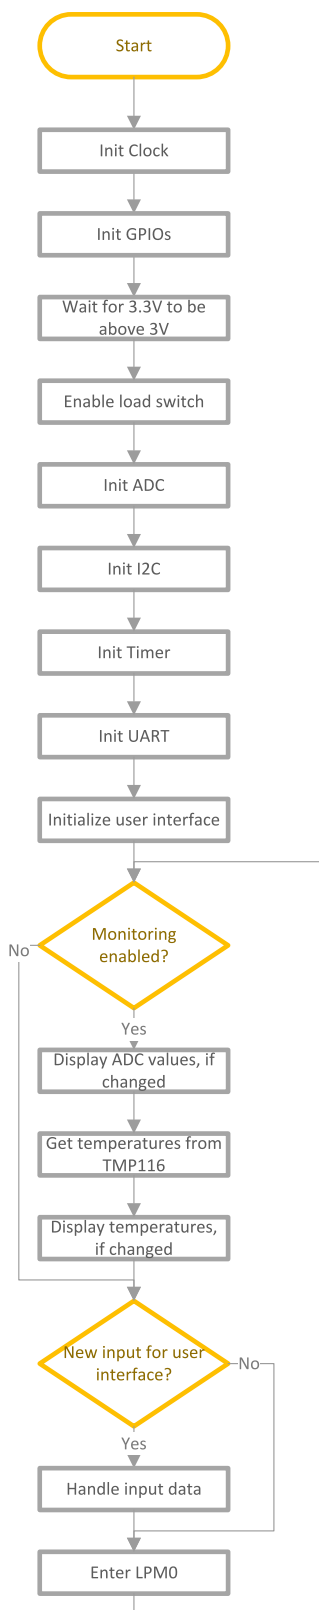 Start
Init Clock
Init GPIOs
Wait for 3.3V to be
above 3V
Enable load switch
Init ADC
Init I2C
Init Timer
Init UART
Initialize user interface
Monitoring
enabled?
No
Yes
Display ADC values, if
changed
Get temperatures from
TMP116
Display temperatures,
if changed
New input for user
interface?
No
Yes
Handle input data
Enter LPM0